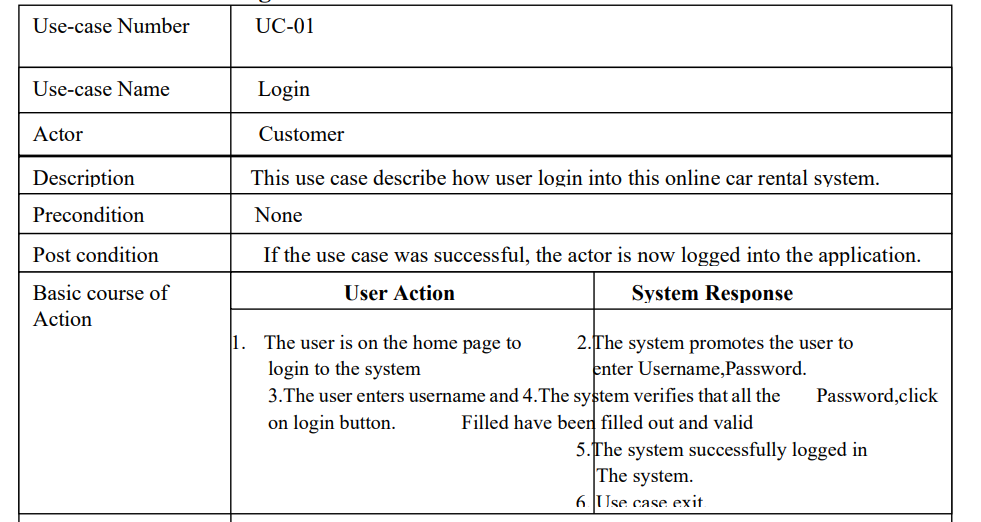 Use-case Number UC-01
Use-case Name Login
Actor Customer
Description This use case describe how user login into this online car rental system.
Precondition None
Post condition If the use case was successful, the actor is now logged into the application.
Basic course of User Action System Response
Action
1. The user is on the home page to 2.The system promotes the user to
login to the system enter Username,Password.
3.The user enters username and 4.The system verifies that all the Password,click
on login button. Filled have been filled out and valid
5.The system successfully logged in
The system.
6 Use case exit